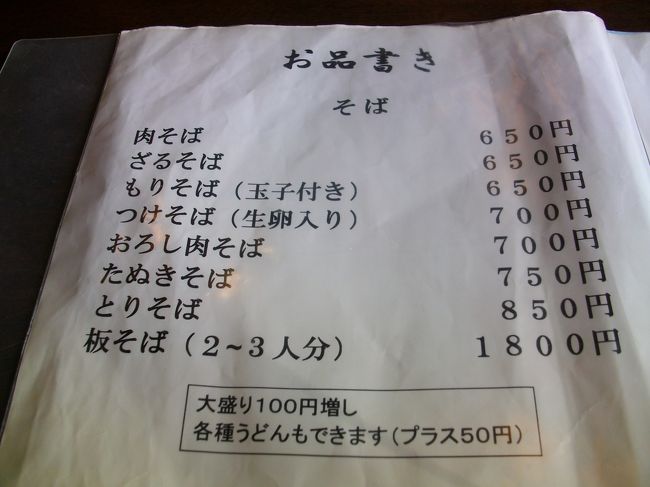 お品書き
そば
肉そば ６５０円
ざるそば ６５０円
もりそば（玉子付き） ６５０円
つけそば（生卵入り） ７００円
おろし肉そば ７００円
たぬきそば ７５０円
とりそば ８５０円
板そば（２～３人分） １８００円
大盛り１００円増し
各種うどんもできます（プラス５０円）